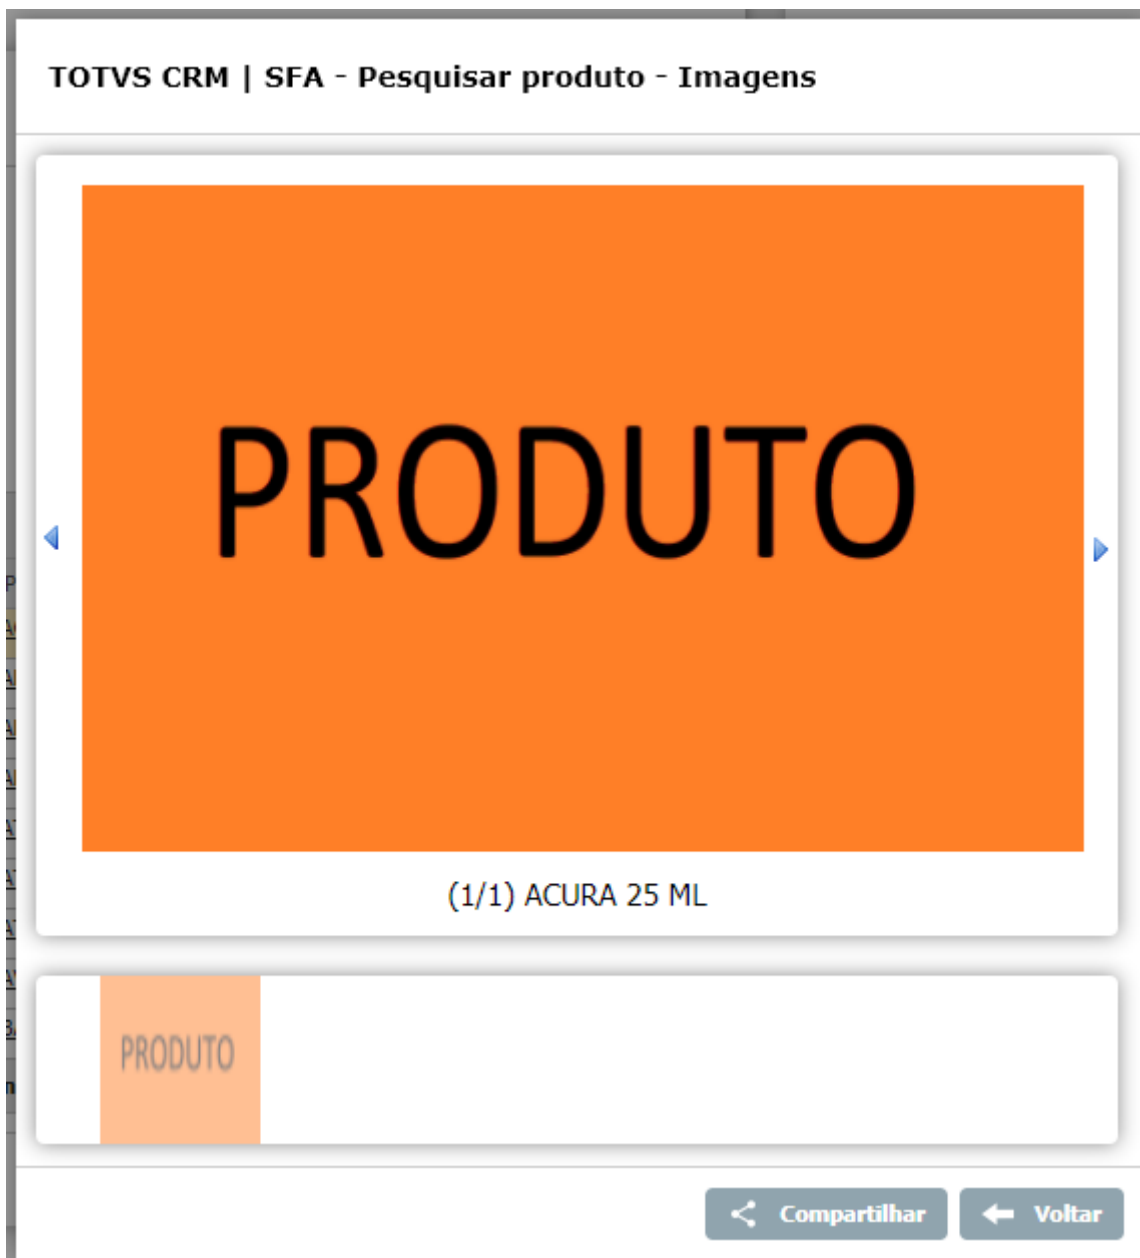 TOTVS CRM | SFA - Pesquisar produto - Imagens
PRODUTO
(1/1) ACURA 25 ML
PRODUTO
Compartilhar
Voltar